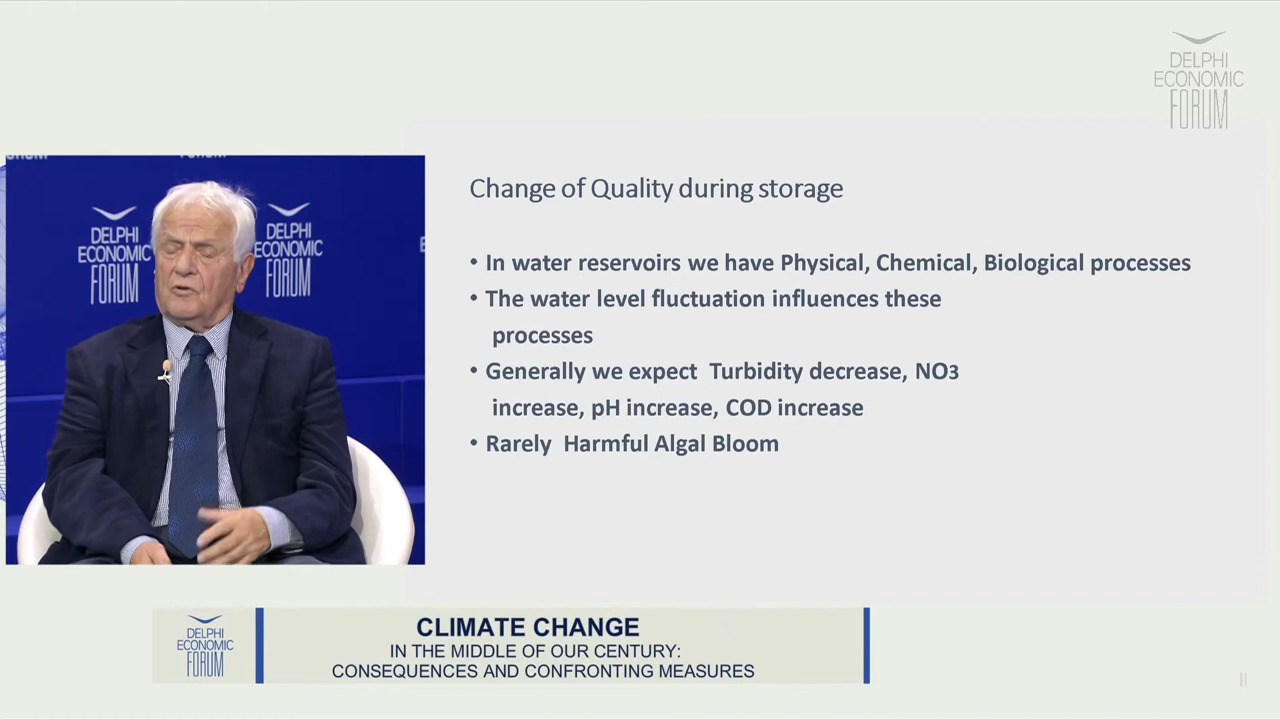 DELPHI
ECONOMIC
FORUM
DELPHI
ECONOMIC
FORUM
DELPHI
ECONOMIC
FORUM
Change of Quality during storage
• In water reservoirs we have Physical, Chemical, Biological processes
• The water level fluctuation influences these
processes
• Generally we expect Turbidity decrease, NO3
increase, pH increase, COD increase
• Rarely Harmful Algal Bloom
DELPHI
ECONOMIC
FORUM
CLIMATE CHANGE
IN THE MIDDLE OF OUR CENTURY:
CONSEQUENCES AND CONFRONTING MEASURES